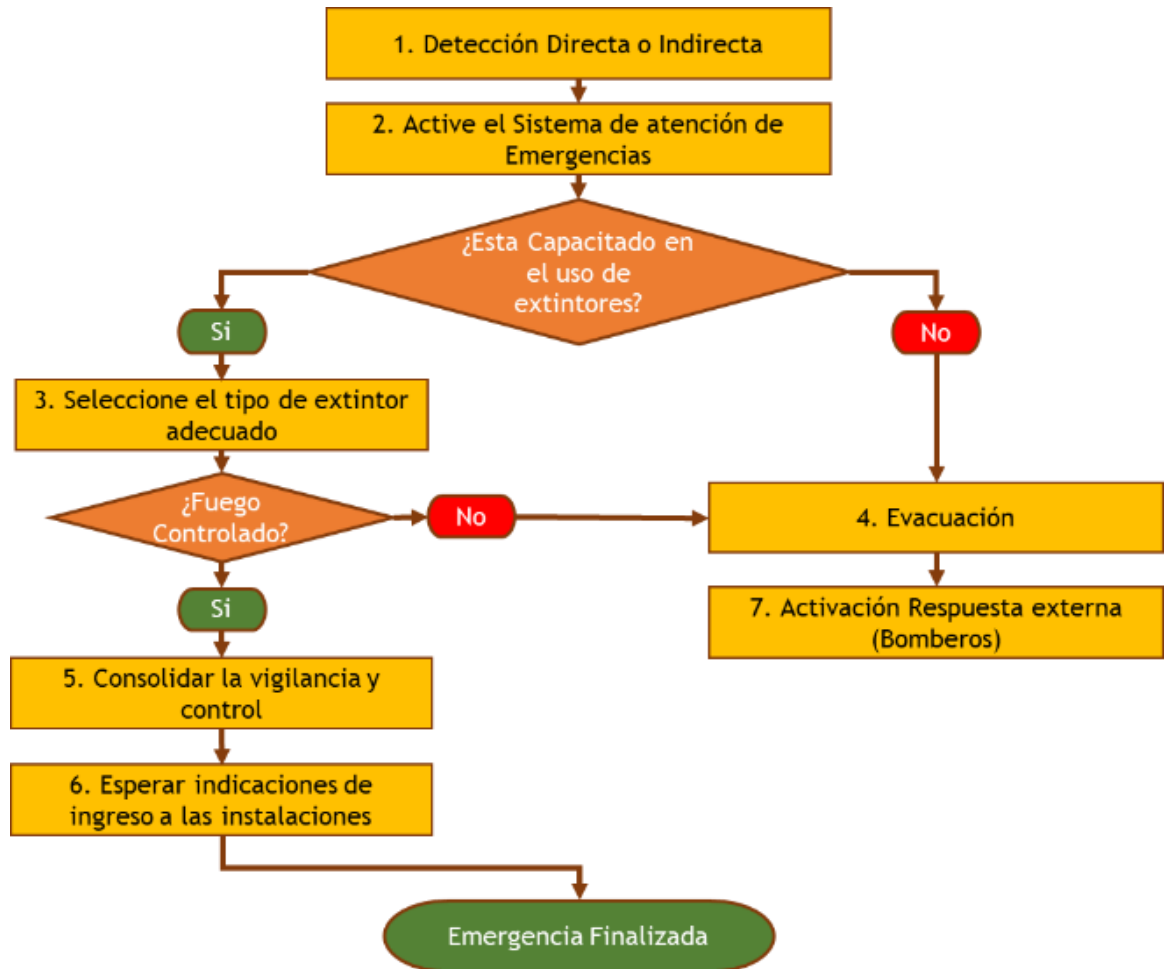 1. Detección Directa o Indirecta
2. Active el Sistema de atención de
Emergencias
¿Esta Capacitado en
el uso de
extintores?
Si
No
3. Seleccione el tipo de extintor
adecuado
¿Fuego
Controlado?
No
4. Evacuación
Si
7. Activación Respuesta externa
(Bomberos)
5. Consolidar la vigilancia y
control
6. Esperar indicaciones de
ingreso a las instalaciones
Emergencia Finalizada